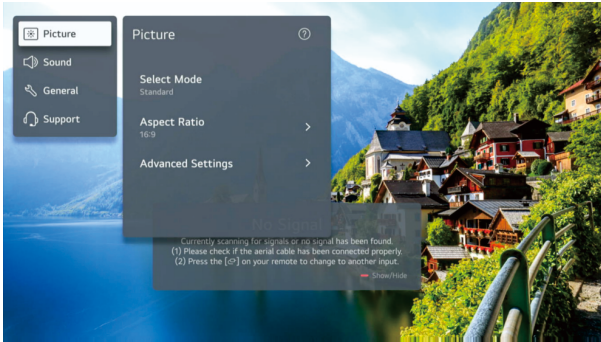 Picture
Sound
General
Support
Picture
?
Select Mode
Standard
Aspect Ratio
16:9
Advanced Settings
No Signal
Currently scanning for signals or no signal has been found.
(1) Please check if the aerial cable has been connected properly.
(2) Press the [ ] on your remote to change to another input.
Show/Hide